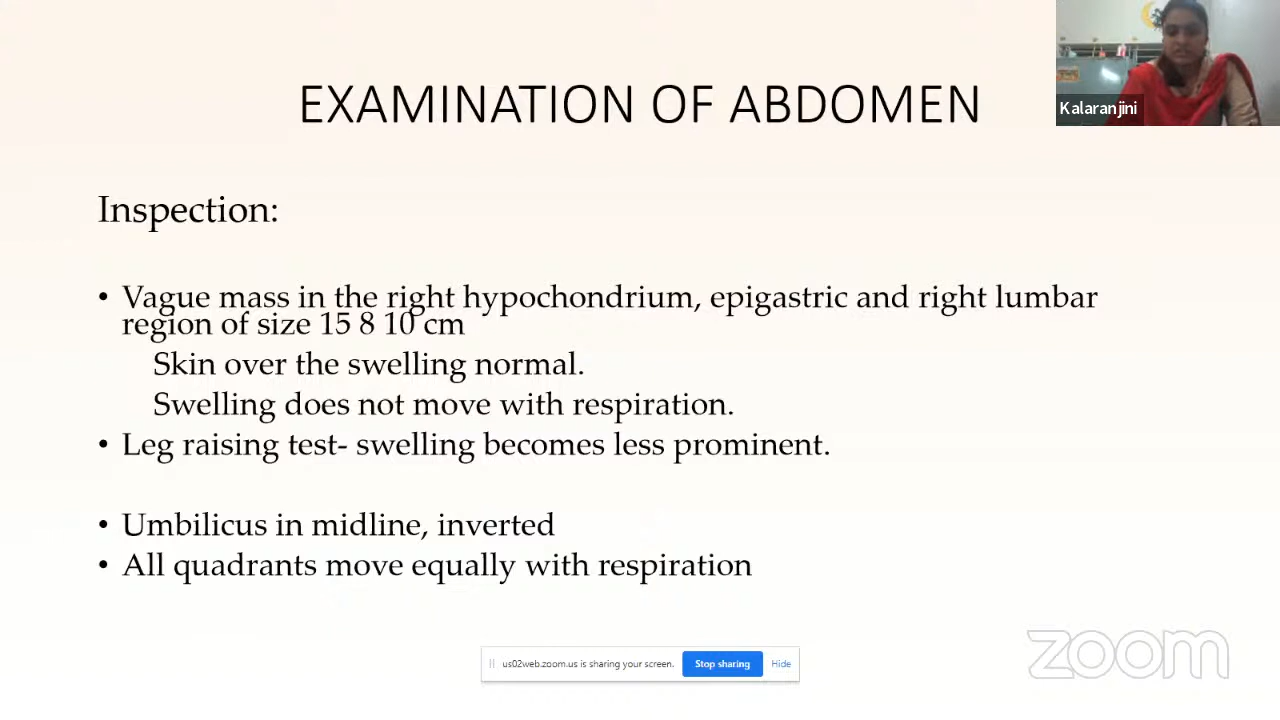 EXAMINATION OF ABDOMEN
Kalaranjini
Inspection:
• Vague mass in the right hypochondrium, epigastric and right lumbar
region of size 15 8 10 cm
Skin over the swelling normal.
Swelling does not move with respiration.
• Leg raising test- swelling becomes less prominent.
• Umbilicus in midline, inverted
• All quadrants move equally with respiration
us02web.zoom.us is sharing your screen. Stop sharing Hide
zoom